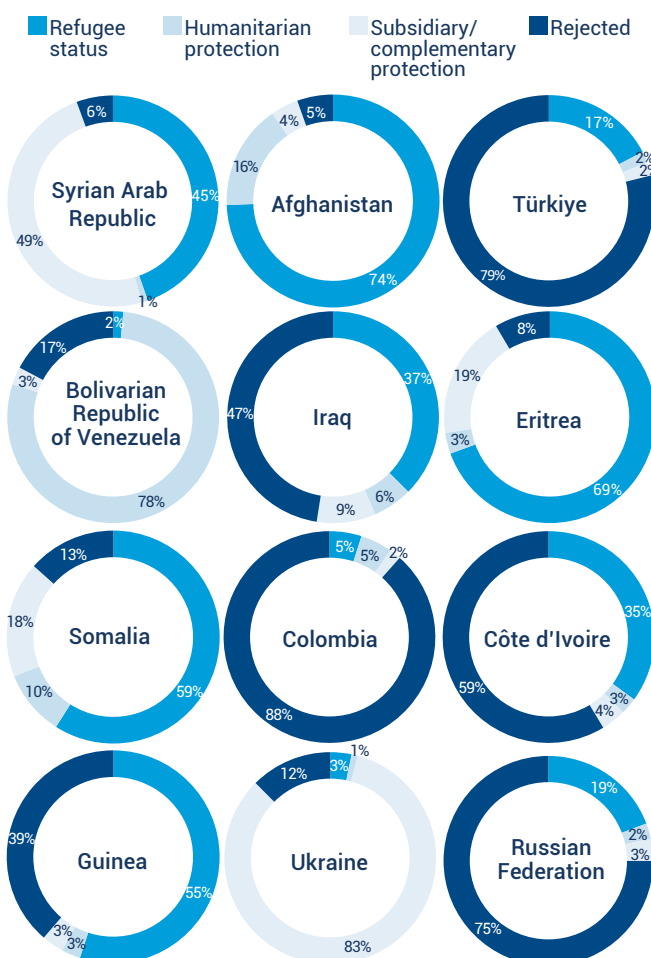 Refugee
status
Humanitarian
protection
Subsidiary/
complementary
protection
Rejected
6%
45%
49%
1%
Syrian Arab
Republic
4%
5%
16%
74%
Afghanistan
17%
2%
2%
79%
Türkiye
2%
17%
3%
78%
Bolivarian
Republic
of Venezuela
37%
47%
6%
9%
Iraq
8%
19%
3%
69%
Eritrea
13%
18%
10%
59%
Somalia
5%
5%
2%
88%
Colombia
35%
59%
3%
4%
Côte d'Ivoire
39%
55%
3%
3%
Guinea
12%
3%
1%
83%
Ukraine
19%
2%
3%
75%
Russian
Federation